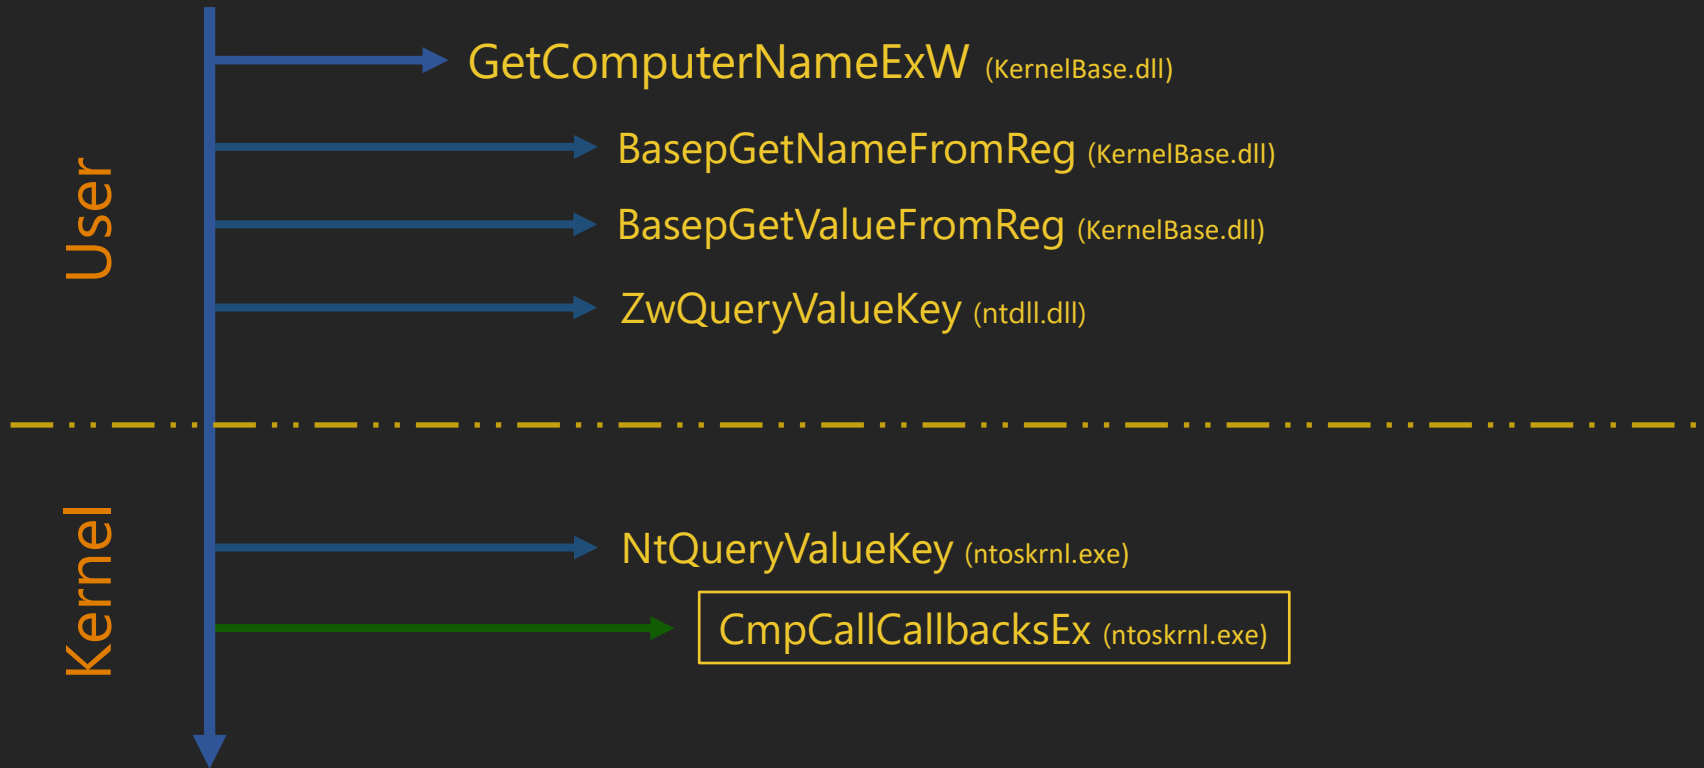 GetComputerNameExW (KernelBase.dll)
BasepGetNameFromReg (KernelBase.dll)
User
BasepGetValueFromReg (KernelBase.dll)
ZwQueryValueKey (ntdll.dll)
Kernel
NtQueryValueKey (ntoskrnl.exe)
CmpCallCallbacksEx (ntoskrnl.exe)